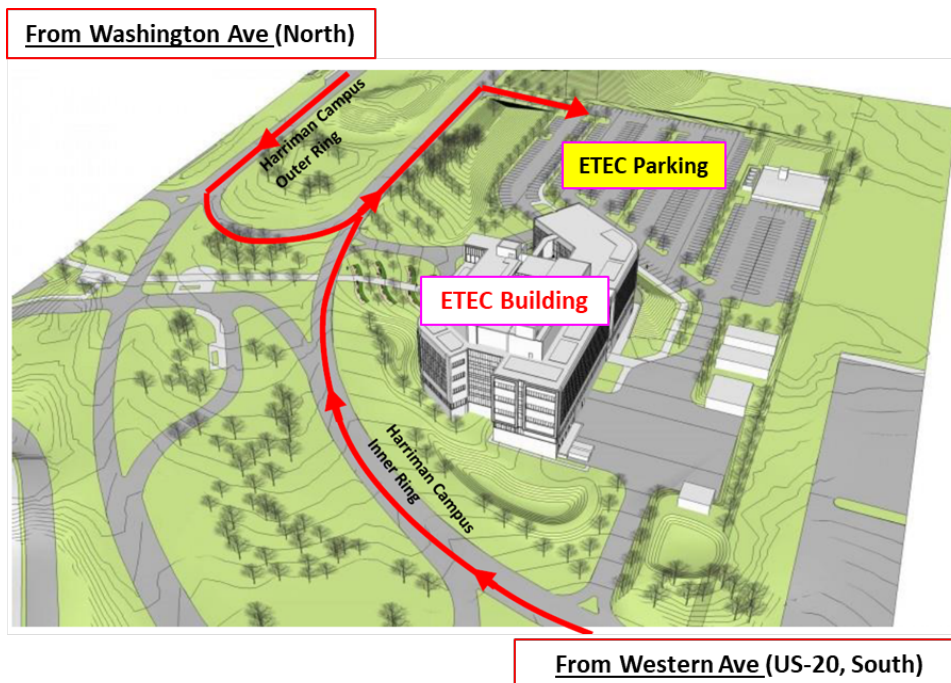 From Washington Ave (North)
Harriman Campus
Outer Ring
ETEC Parking
ETEC Building
Harriman Campus
Inner Ring
From Western Ave (US-20, South)